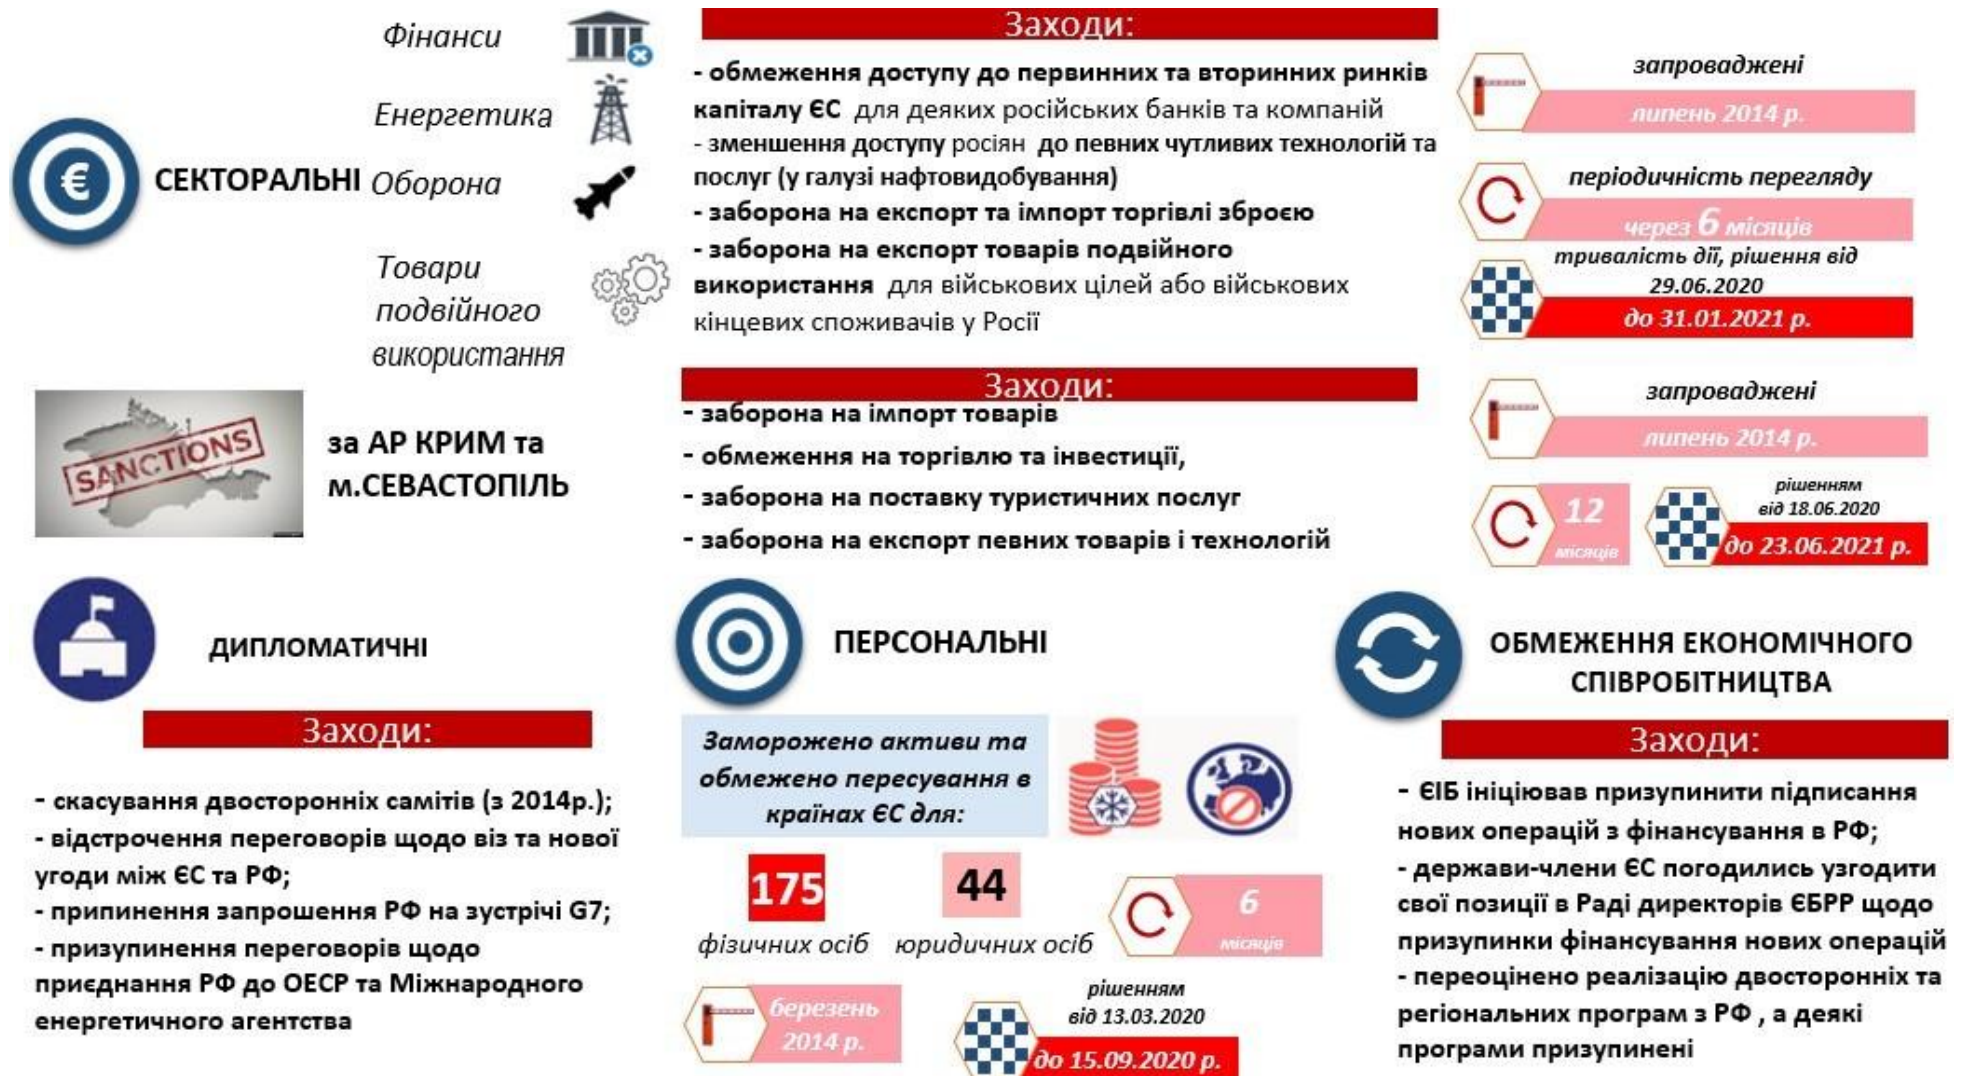 Фінанси
Енергетика
€
СЕКТОРАЛЬНІ
Оборона
Товари
подвійного
використання
Заходи:
- обмеження доступу до первинних та вторинних ринків
капіталу ЄС для деяких російських банків та компаній
- зменшення доступу росіян до певних чутливих технологій та
послуг (у галузі нафтовидобування)
- заборона на експорт та імпорт торгівлі зброєю
- заборона на експорт товарів подвійного
використання для військових цілей або військових
кінцевих споживачів у Росії
запроваджені
липень 2014 р.
періодичність перегляду
через 6 місяців
тривалість дії, рішення від
29.06.2020
до 31.01.2021 р.
SANCTIONS
за АР КРИМ та
м.СЕВАСТОПІЛЬ
Заходи:
- заборона на імпорт товарів
- обмеження на торгівлю та інвестиції,
- заборона на поставку туристичних послуг
- заборона на експорт певних товарів і технологій
запроваджені
липень 2014 р.
12
місяців
рішенням
від 18.06.2020
до 23.06.2021 р.
ДИПЛОМАТИЧНІ
Заходи:
- скасування двосторонніх самітів (з 2014р.);
- відстрочення переговорів щодо віз та нової
угоди між ЄС та РФ;
- припинення запрошення РФ на зустрічі G7;
- призупинення переговорів щодо
приєднання РФ до ОЕСР та Міжнародного
енергетичного агентства
ПЕРСОНАЛЬНІ
Заморожено активи та
обмежено пересування в
країнах ЄС для:
175
фізичних осіб
44
юридичних осіб
6
місяців
березень
2014 р.
рішенням
від 13.03.2020
до 15.09.2020 р.
ОБМЕЖЕННЯ ЕКОНОМІЧНОГО
СПІВРОБІТНИЦТВА
Заходи:
- ЄІБ ініціював призупинити підписання
нових операцій з фінансування в РФ;
- держави-члени ЄС погодились узгодити
свої позиції в Раді директорів ЄБРР щодо
призупинки фінансування нових операцій
- переоцінено реалізацію двосторонніх та
регіональних програм з РФ , а деякі
програми призупинені